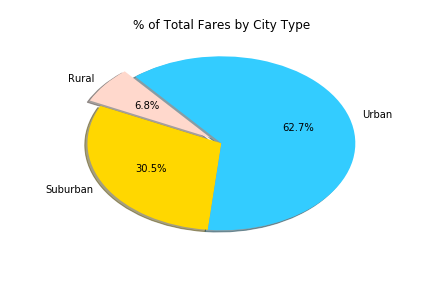 % of Total Fares by City Type
Rural
6.8%
Urban
62.7%
30.5%
Suburban